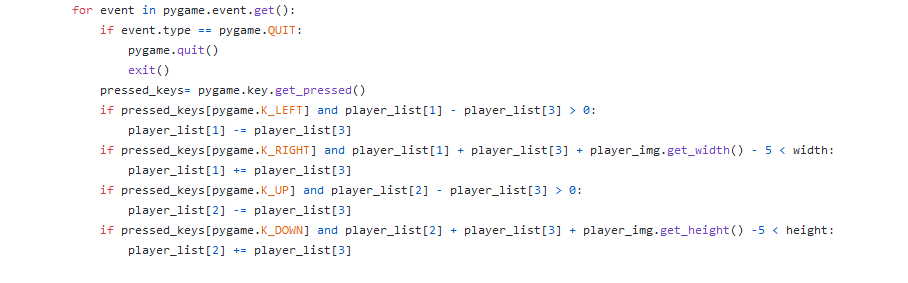 for event in pygame.event.get():
    if event.type == pygame.QUIT:
        pygame.quit()
        exit()
    pressed_keys= pygame.key.get_pressed()
    if pressed_keys[pygame.K_LEFT] and player_list[1] - player_list[3] > 0:
        player_list[1] -= player_list[3]
    if pressed_keys[pygame.K_RIGHT] and player_list[1] + player_list[3] + player_img.get_width() - 5 < width:
        player_list[1] += player_list[3]
    if pressed_keys[pygame.K_UP] and player_list[2] - player_list[3] > 0:
        player_list[2] -= player_list[3]
    if pressed_keys[pygame.K_DOWN] and player_list[2] + player_list[3] + player_img.get_height() -5 < height:
        player_list[2] += player_list[3]